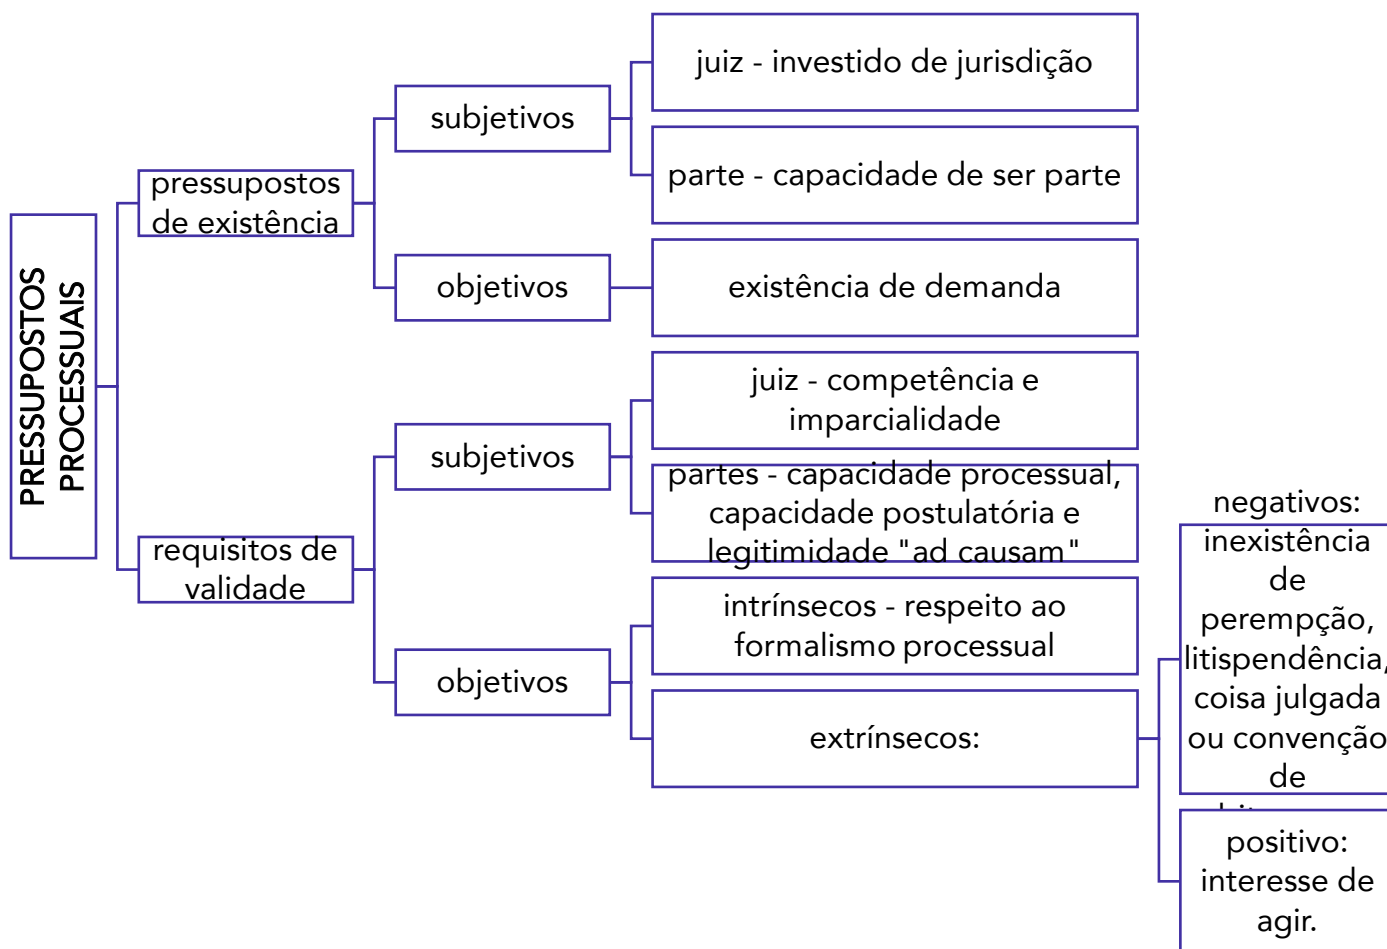 PRESSUPOSTOS
PROCESSUAIS
pressupostos
de existência
subjetivos
juiz - investido de jurisdição
parte - capacidade de ser parte
objetivos
existência de demanda
requisitos de
validade
subjetivos
juiz - competência e
imparcialidade
partes - capacidade processual,
capacidade postulatória e
legitimidade "ad causam"
objetivos
intrínsecos - respeito ao
formalismo processual
extrínsecos:
negativos:
inexistência
de
perempção,
litispendência,
coisa julgada
ou convenção
de
positivo:
interesse de
agir.